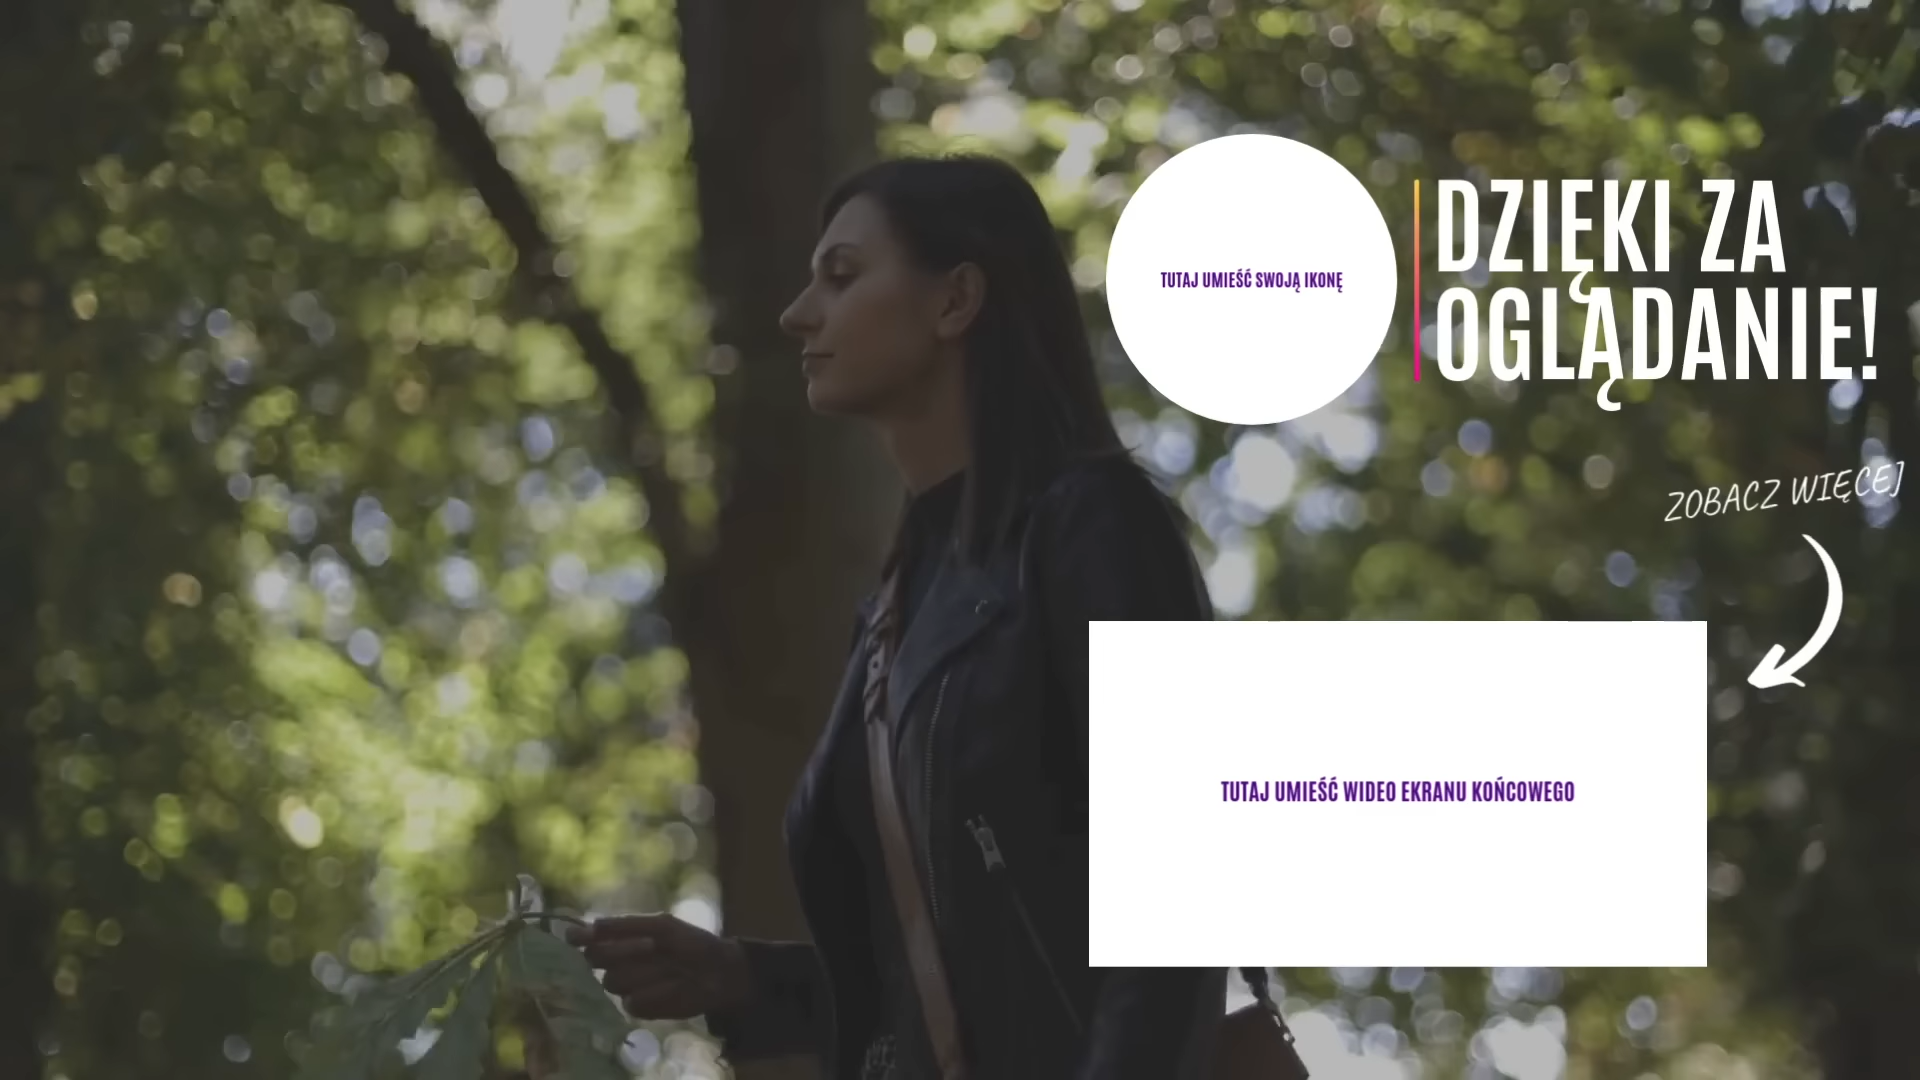 TUTAJ UMIEŚĆ SWOJĄ IKONĘ
DZIĘKI ZA
OGLĄDANIE!
ZOBACZ WIĘCEJ
TUTAJ UMIEŚĆ WIDEO EKRANU KOŃCOWEGO